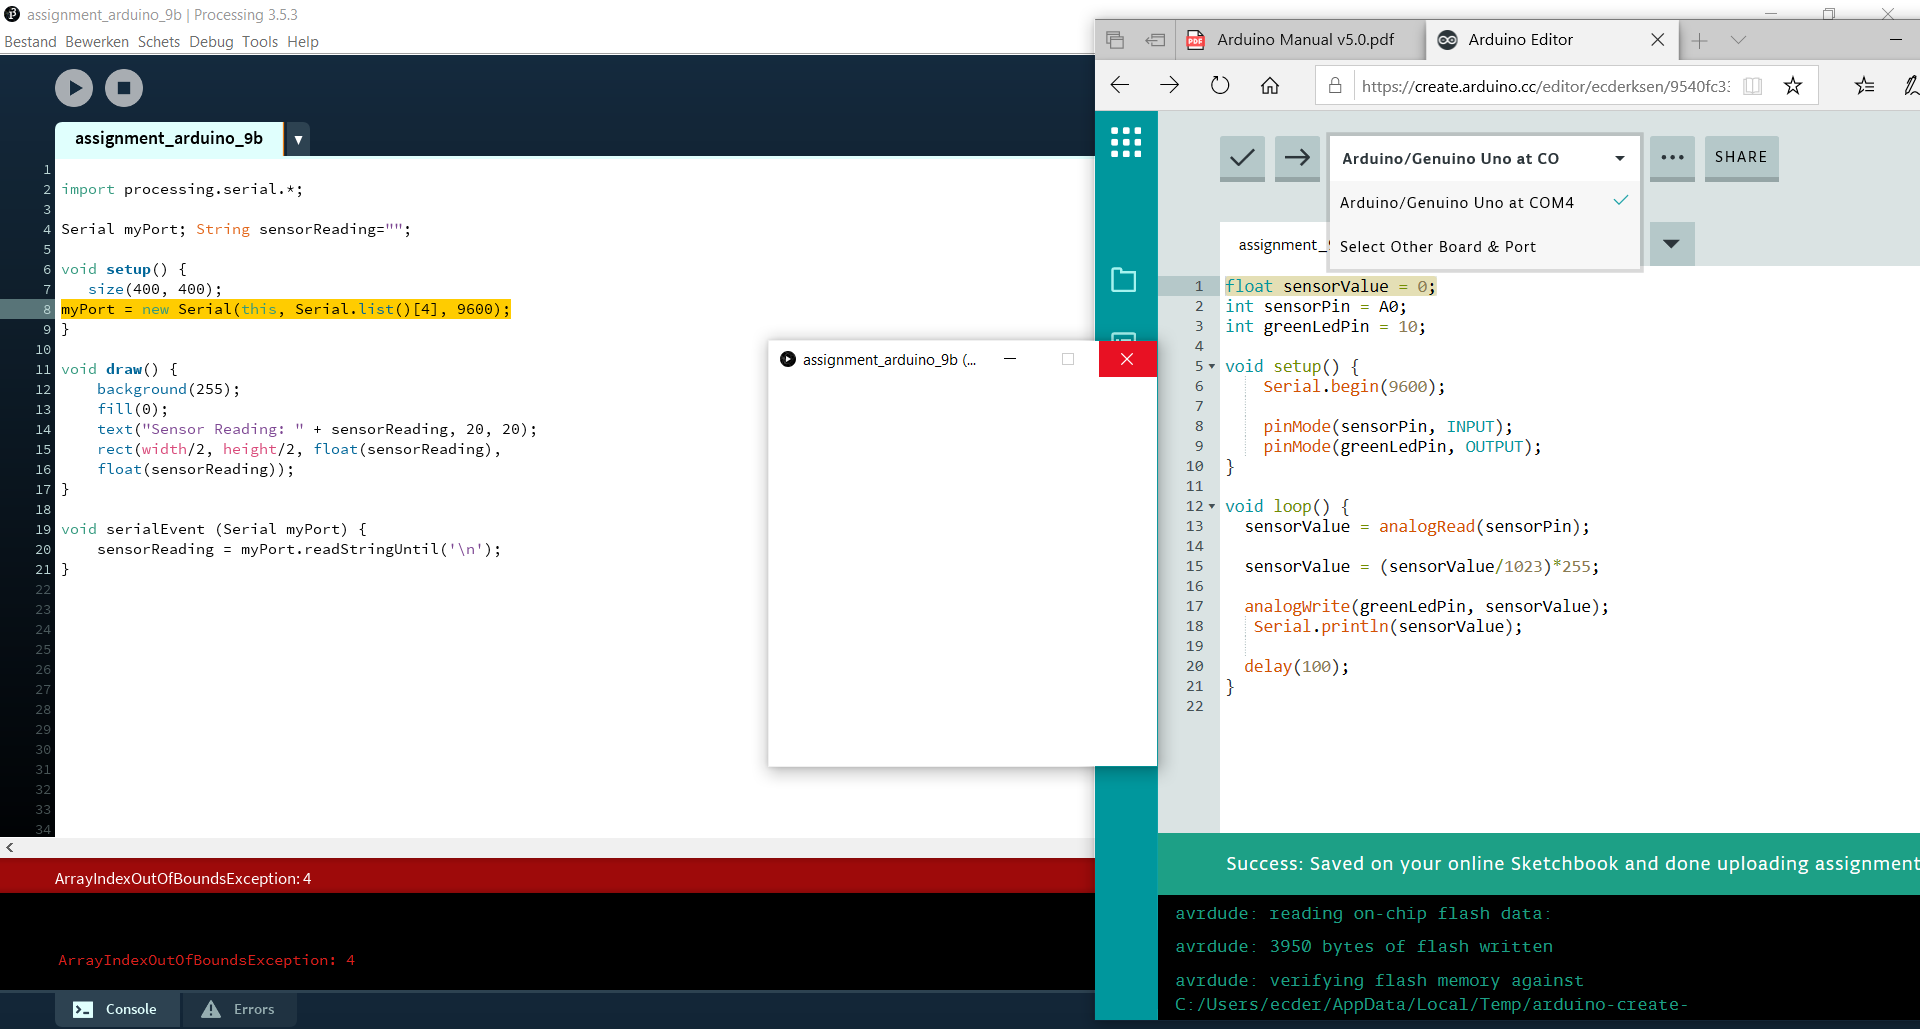 assignment_arduino_9b | Processing 3.5.3
Bestand Bewerken Schets Debug Tools Help
assignment_arduino_9b
1
2 import processing.serial.*;
3
4 Serial myPort; String sensorReading="";
5
6 void setup() {
7 size(400, 400);
8 myPort = new Serial(this, Serial.list()[4], 9600);
9 }
10
11 void draw() {
12 background(255);
13 fill(0);
14 text("Sensor Reading: " + sensorReading, 20, 20);
15 rect(width/2, height/2, float(sensorReading),
16 float(sensorReading));
17 }
18
19 void serialEvent (Serial myPort) {
20 sensorReading = myPort.readStringUntil('\n');
21 }
22
23
24
25
26
27
28
29
30
31
32
33
34
ArrayIndexOutOfBoundsException: 4
ArrayIndexOutOfBoundsException: 4
Console Errors
assignment_arduino_9b (...
PDF Arduino Manual v5.0.pdf
Arduino Editor
https://create.arduino.cc/editor/ecderksen/9540fc3
Arduino/Genuino Uno at CO
SHARE
Arduino/Genuino Uno at COM4
Select Other Board & Port
assignment_
1 float sensorValue = 0;
2 int sensorPin = A0;
3 int greenLedPin = 10;
4
5 void setup() {
6 Serial.begin(9600);
7
8 pinMode(sensorPin, INPUT);
9 pinMode(greenLedPin, OUTPUT);
10 }
11
12 void loop() {
13 sensorValue = analogRead(sensorPin);
14
15 sensorValue = (sensorValue/1023)*255;
16
17 analogWrite(greenLedPin, sensorValue);
18 Serial.println(sensorValue);
19
20 delay(100);
21 }
22
Success: Saved on your online Sketchbook and done uploading assignment
avrdude: reading on-chip flash data:
avrdude: 3950 bytes of flash written
avrdude: verifying flash memory against
C:/Users/ecder/AppData/Local/Temp/arduino-create-